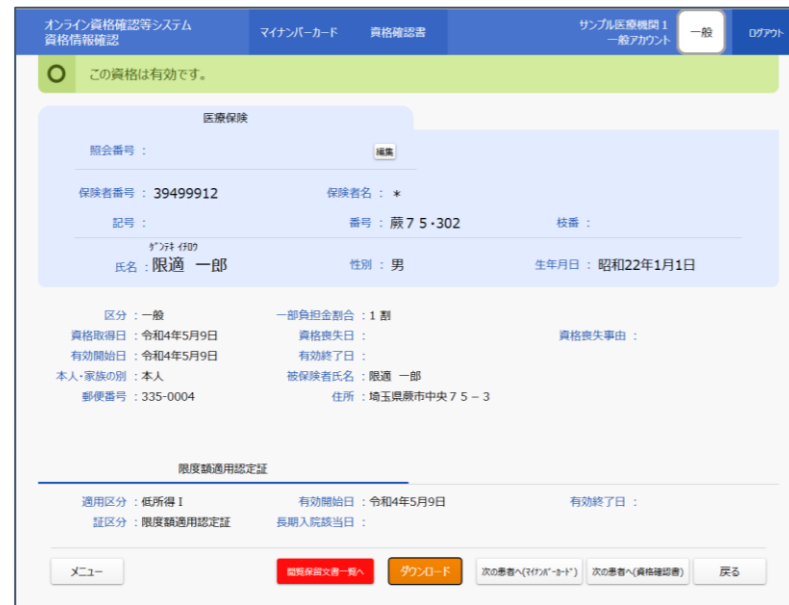 オンライン資格確認等システム
資格情報確認
マイナンバーカード 資格確認書
サンプル医療機関1
一般アカウント
一般
ログアウト
この資格は有効です。
医療保険
照会番号 : 編集
保険者番号 : 39499912 保険者名 : *
記号 : 番号 : 蕨75・302 枝番 :
ゲンテキ イチロウ
氏名 : 限適 一郎 性別 : 男 生年月日 : 昭和22年1月1日
区分 : 一般 一部負担金割合 : 1割
資格取得日 : 令和4年5月9日 資格喪失日 : 資格喪失事由 :
有効開始日 : 令和4年5月9日 有効終了日 :
本人・家族の別 : 本人 被保険者氏名 : 限適 一郎
郵便番号 : 335-0004 住所 : 埼玉県蕨市中央75-3
限度額適用認定証
適用区分 : 低所得Ⅰ 有効開始日 : 令和4年5月9日 有効終了日 :
証区分 : 限度額適用認定証 長期入院該当日 :
メニュー 閲覧保留文書一覧へ ダウンロード 次の患者へ(マイナンバーカード) 次の患者へ(資格確認書) 戻る